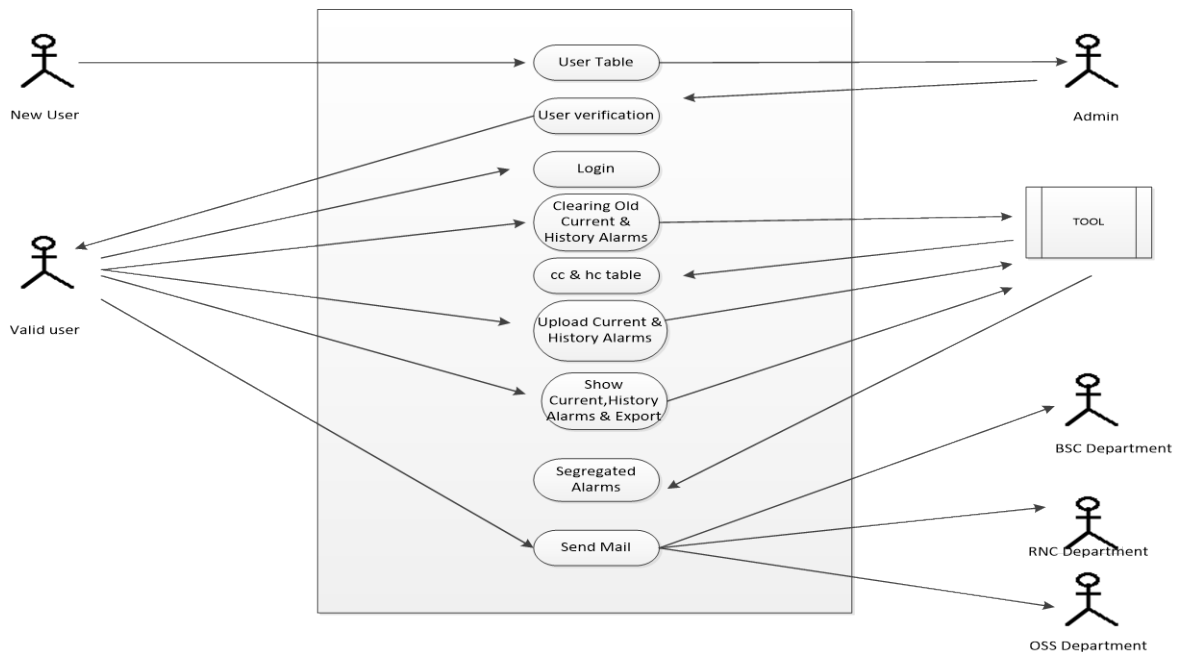 New User
User Table
Admin
User verification
Login
Clearing Old
Current &
History Alarms
TOOL
cc & hc table
Valid user
Upload Current &
History Alarms
Show
Current,History
Alarms & Export
BSC Department
Segregated
Alarms
Send Mail
RNC Department
OSS Department